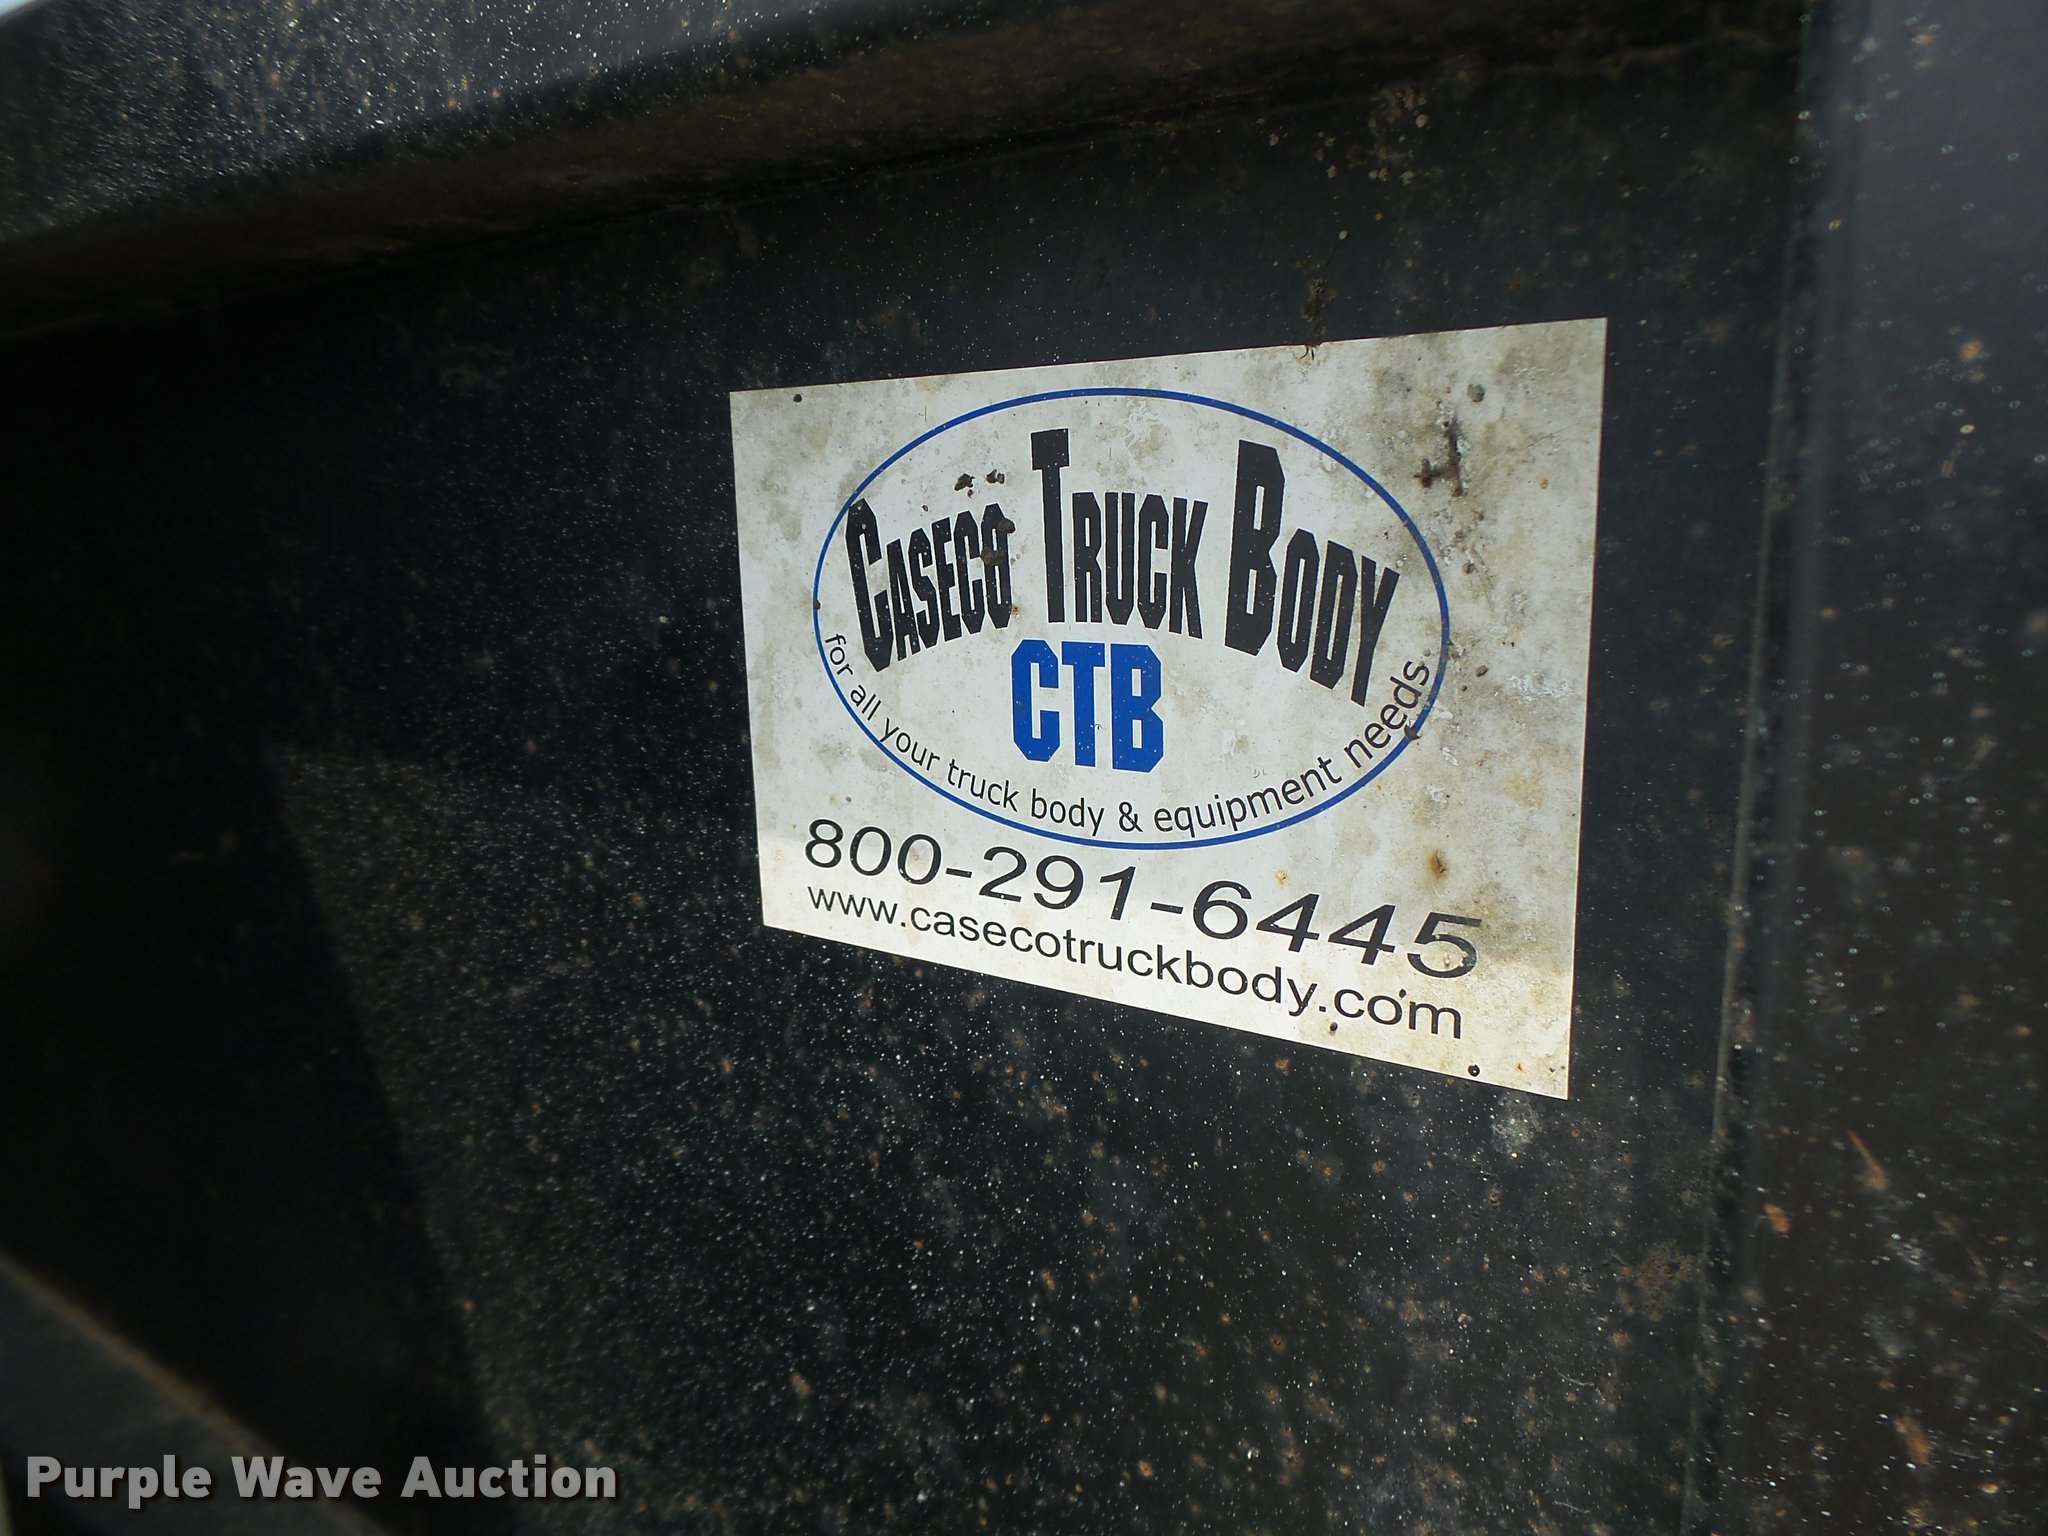 Caseco Truck Body
CTB
for all your truck body & equipment needs
800-291-6445
www.casecotruckbody.com
Purple Wave Auction